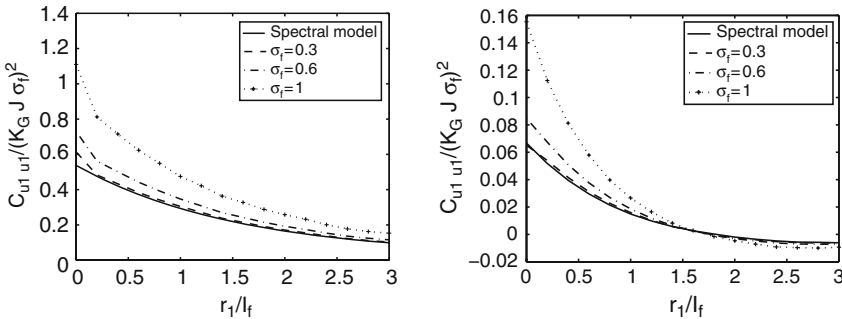 C_{u1 u1}/(K_G J σ_f)^2
1.4
1.2
1
0.8
0.6
0.4
0.2
0
0
0.5
1.0
1.5
2
2.5
3
r_1/l_f
Spectral model
σ_f=0.3
σ_f=0.6
σ_f=1
C_{u1 u1}/(K_G J σ_f)^2
0.16
0.14
0.12
0.1
0.08
0.06
0.04
0.02
0
−0.02
0
0.5
1.0
1.5
2
2.5
3
r_1/l_f
Spectral model
σ_f=0.3
σ_f=0.6
σ_f=1